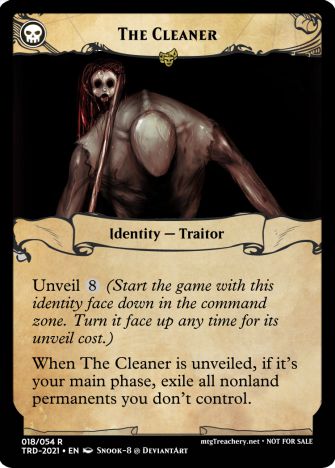 The Cleaner
Identity — Traitor
Unveil 8 (Start the game with this
identity face down in the command
zone. Turn it face up any time for its
unveil cost.)
When The Cleaner is unveiled, if it's
your main phase, exile all nonland
permanents you don't control.
018/054 R
TRD-2021 • EN Snook-8 @ DeviantArt
mtgTreachery.net • NOT FOR SALE